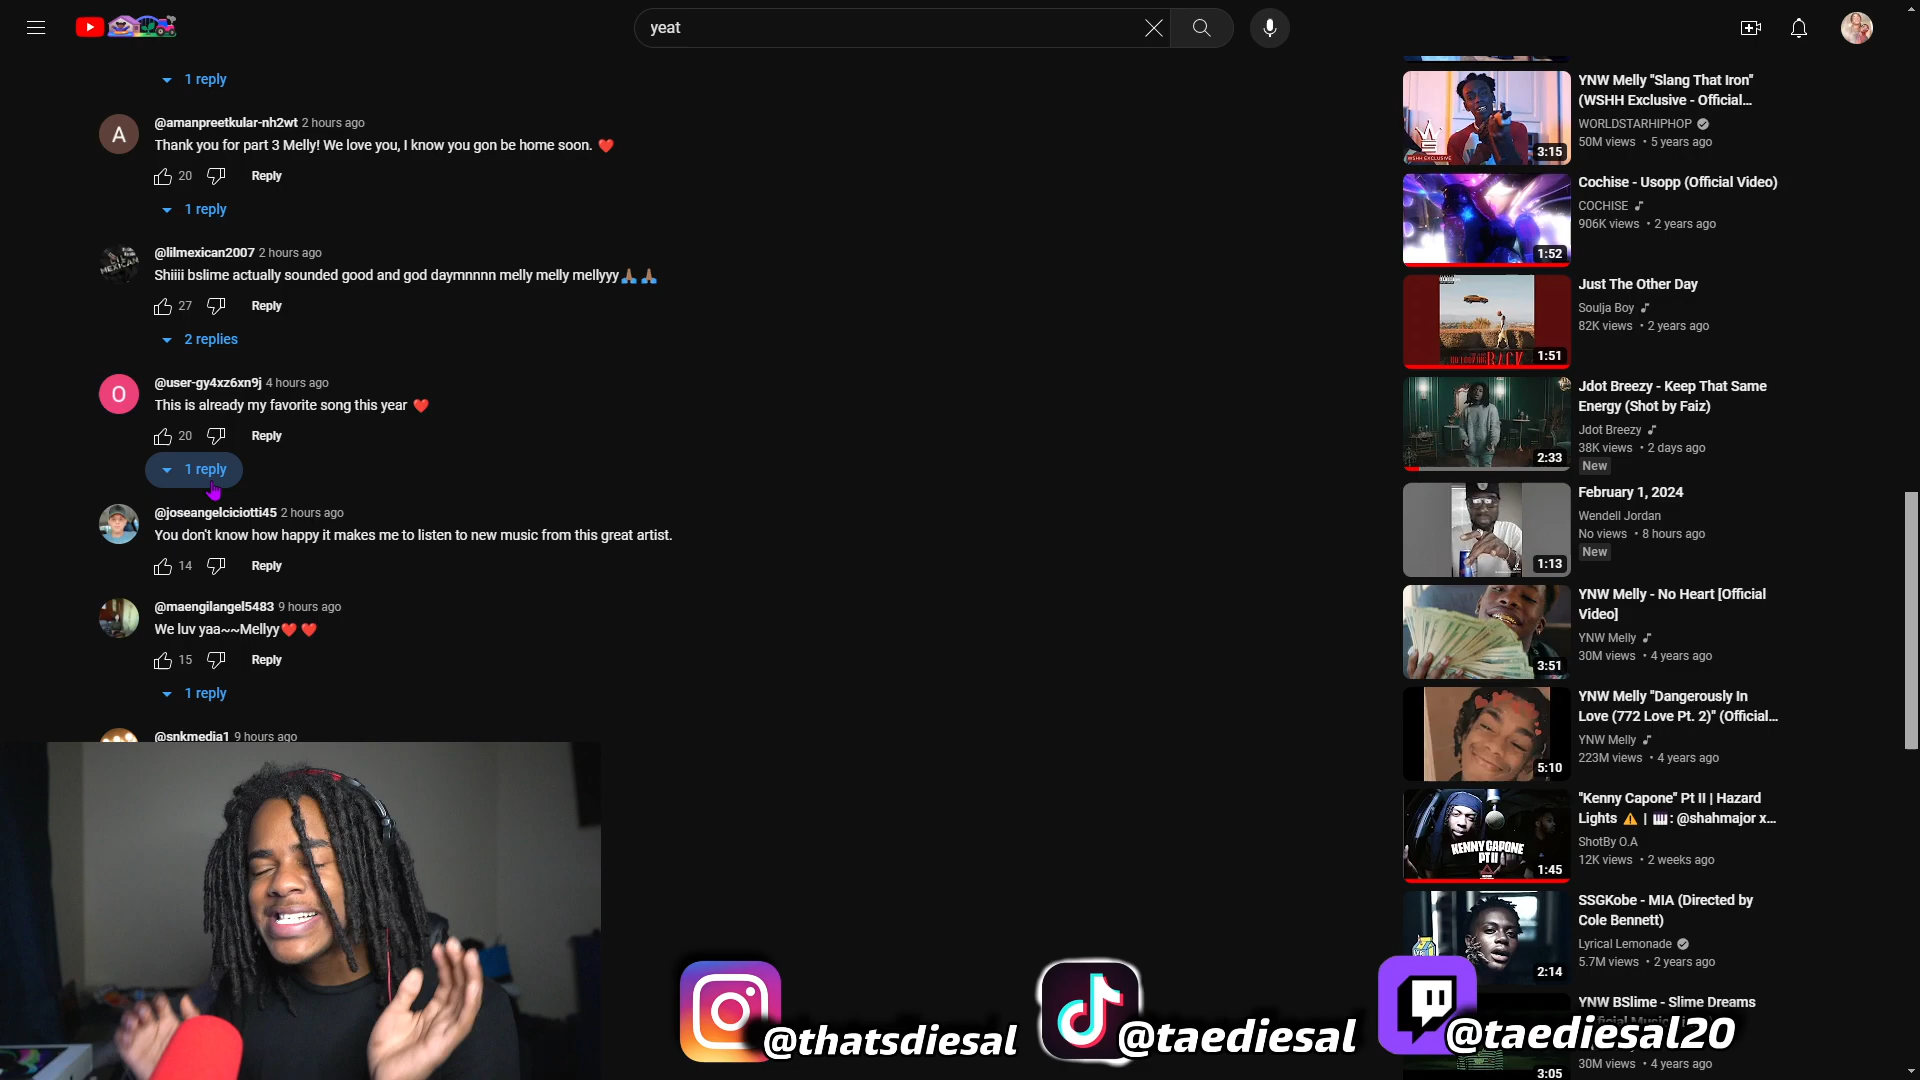 yeat
1 reply
A
@amanpreetkular-nh2wt 2 hours ago
Thank you for part 3 Melly! We love you, I know you gon be home soon. ❤️
20
Reply
1 reply
@lilmexican2007 2 hours ago
Shiiii bslime actually sounded good and god daymnnnn melly melly mellyyy🙏🏽🙏🏽
27
Reply
2 replies
O
@user-gy4xz6xn9j 4 hours ago
This is already my favorite song this year ❤️
20
Reply
1 reply
@joseangelciciotti45 2 hours ago
You don't know how happy it makes me to listen to new music from this great artist.
14
Reply
@maengilangel5483 9 hours ago
We luv yaa~~Mellyy❤️❤️
15
Reply
1 reply
@snkmedia1 9 hours ago
YNW Melly "Slang That Iron"
(WSHH Exclusive - Official...
WORLDSTARHIPHOP
50M views • 5 years ago
3:15
Cochise - Usopp (Official Video)
COCHISE
906K views • 2 years ago
1:52
Just The Other Day
Soulja Boy
82K views • 2 years ago
1:51
Jdot Breezy - Keep That Same
Energy (Shot by Faiz)
Jdot Breezy
38K views • 2 days ago
New
2:33
February 1, 2024
Wendell Jordan
No views • 8 hours ago
New
1:13
YNW Melly - No Heart [Official
Video]
YNW Melly
30M views • 4 years ago
3:51
YNW Melly "Dangerously In
Love (772 Love Pt. 2)" (Official...
YNW Melly
223M views • 4 years ago
5:10
"Kenny Capone" Pt II | Hazard
Lights ⚠️ | 🎹: @shahmajor x...
ShotBy O.A
12K views • 2 weeks ago
KENNY CAPONE
PT II
1:45
SSGKobe - MIA (Directed by
Cole Bennett)
Lyrical Lemonade
5.7M views • 2 years ago
2:14
YNW BSlime - Slime Dreams
30M views • 4 years ago
3:05
@thatsdiesal
@taediesal
@taediesal20